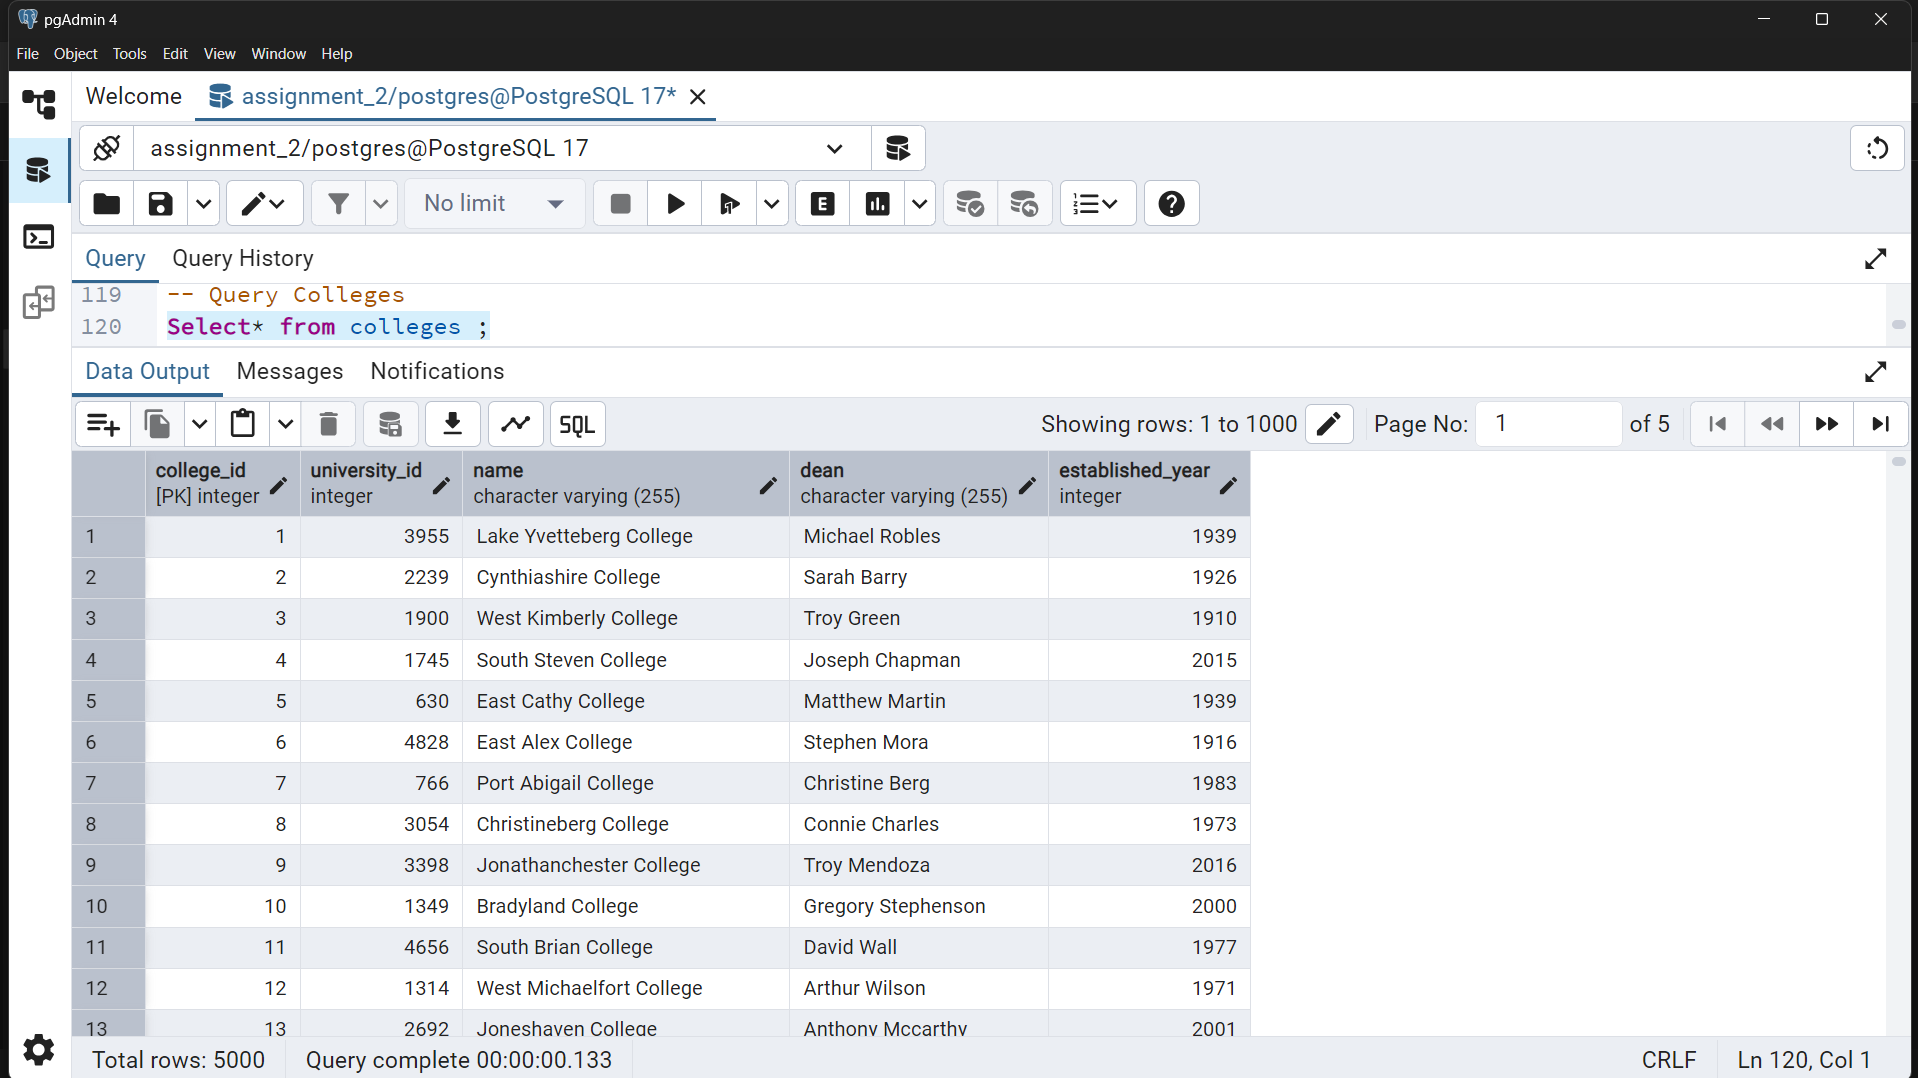 pgAdmin 4
File Object Tools Edit View Window Help
Welcome assignment_2/postgres@PostgreSQL 17*
assignment_2/postgres@PostgreSQL 17
No limit E
Query Query History
119 -- Query Colleges
120 Select* from colleges ;
Data Output Messages Notifications
SQL Showing rows: 1 to 1000 Page No: 1 of 5
college_id university_id name dean established_year
[PK] integer integer character varying (255) character varying (255) integer
1 1 3955 Lake Yvetteberg College Michael Robles 1939
2 2 2239 Cynthiashire College Sarah Barry 1926
3 3 1900 West Kimberly College Troy Green 1910
4 4 1745 South Steven College Joseph Chapman 2015
5 5 630 East Cathy College Matthew Martin 1939
6 6 4828 East Alex College Stephen Mora 1916
7 7 766 Port Abigail College Christine Berg 1983
8 8 3054 Christineberg College Connie Charles 1973
9 9 3398 Jonathanchester College Troy Mendoza 2016
10 10 1349 Bradyland College Gregory Stephenson 2000
11 11 4656 South Brian College David Wall 1977
12 12 1314 West Michaelfort College Arthur Wilson 1971
13 13 2692 Joneshaven College Anthony Mccarthy 2001
Total rows: 5000 Query complete 00:00:00.133 CRLF Ln 120, Col 1